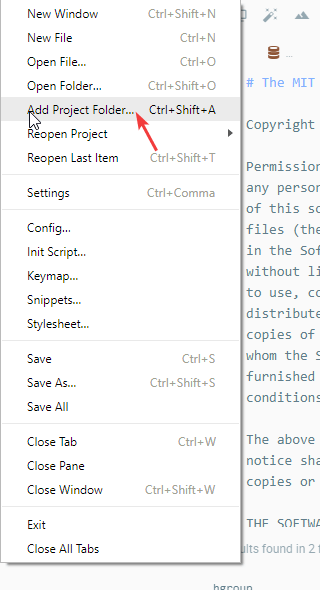 New Window Ctrl+Shift+N
New File Ctrl+N
Open File... Ctrl+O
Open Folder... Ctrl+Shift+O
Add Project Folder... Ctrl+Shift+A
Reopen Project
Reopen Last Item Ctrl+Shift+T
Settings Ctrl+Comma
Config...
Init Script...
Keymap...
Snippets...
Stylesheet...
Save Ctrl+S
Save As... Ctrl+Shift+S
Save All
Close Tab Ctrl+W
Close Pane
Close Window Ctrl+Shift+W
Exit
Close All Tabs
...
# The MIT
Copyright
Permission
any person
of this so
files (the
in the Sof
without li
to use, co
distribute
copies of
whom the S
furnished
conditions
The above
notice sha
copies or
THE SOFTWA
ults found in 2 f
bgroup